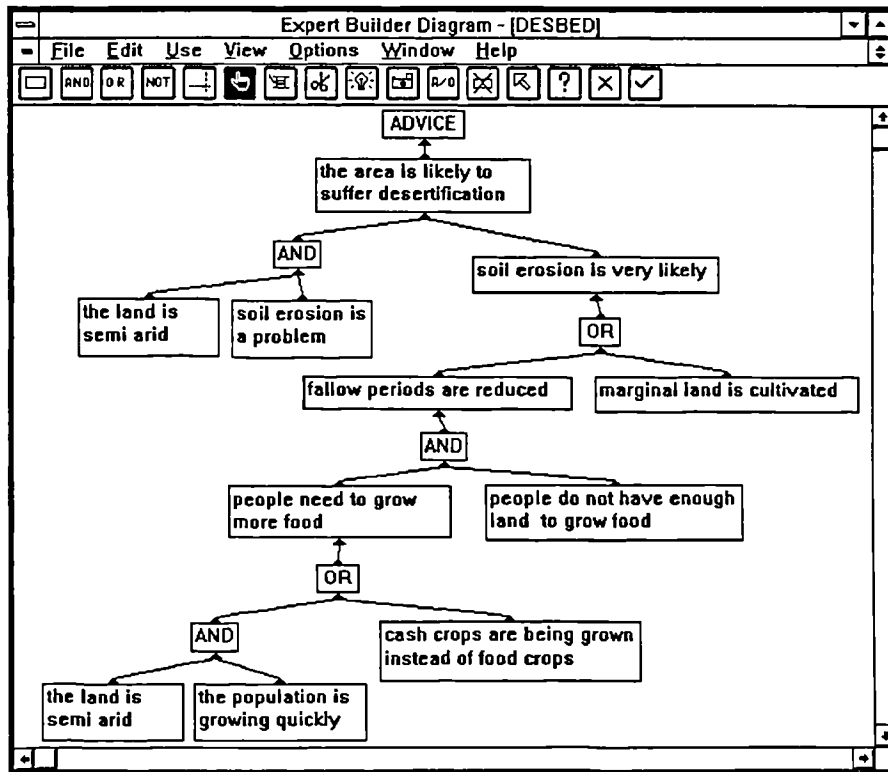 Expert Builder Diagram - [DESBED]
File Edit Use View Options Window Help
AND OR NOT A/O ?
ADVICE
the area is likely to
suffer desertification
AND
soil erosion is very likely
the land is
semi arid
soil erosion is
a problem
OR
fallow periods are reduced
marginal land is cultivated
AND
people need to grow
more food
people do not have enough
land to grow food
OR
AND
cash crops are being grown
instead of food crops
the land is
semi arid
the population is
growing quickly